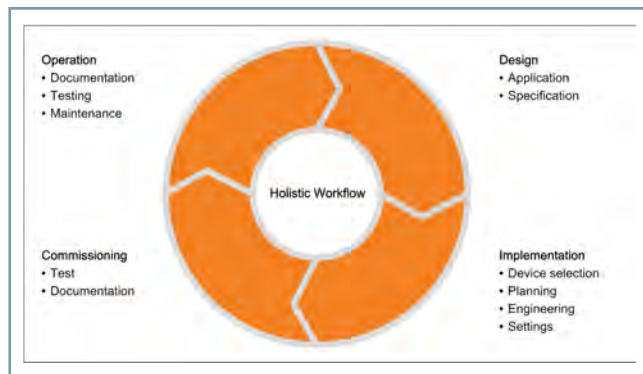 Operation
• Documentation
• Testing
• Maintenance
Design
• Application
• Specification
Holistic Workflow
Commissioning
• Test
• Documentation
Implementation
• Device selection
• Planning
• Engineering
• Settings